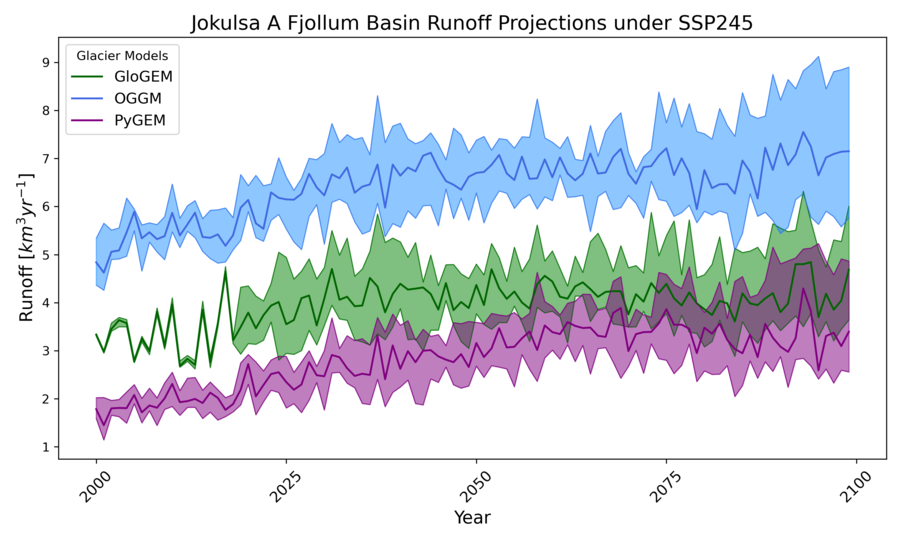 Jokulsa A Fjollum Basin Runoff Projections under SSP245
Glacier Models
GloGEM
OGGM
PyGEM
9
8
7
6
5
4
3
2
1
Runoff [km³yr⁻¹]
2000
2025
2050
2075
2100
Year